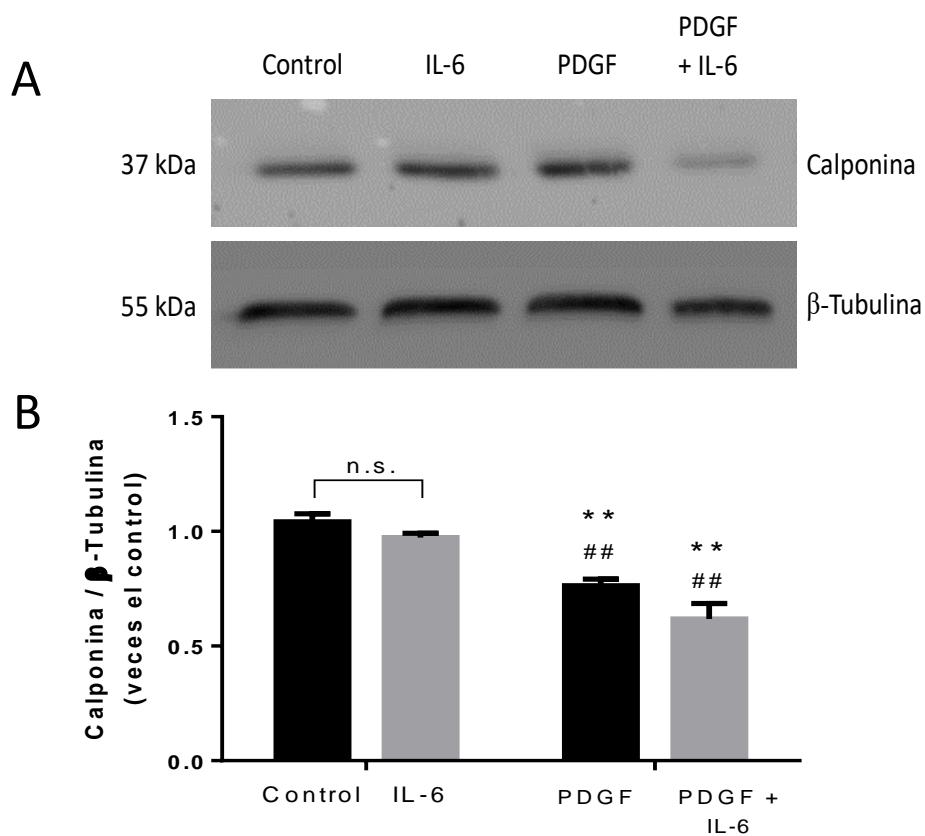 A
Control IL-6 PDGF PDGF + IL-6
37 kDa Calponina
55 kDa β-Tubulina
B
Calponina / β-Tubulina
(veces el control)
1.5
1.0
0.5
0.0
n.s.
**
##
**
##
Control IL-6 PDGF PDGF +
IL-6